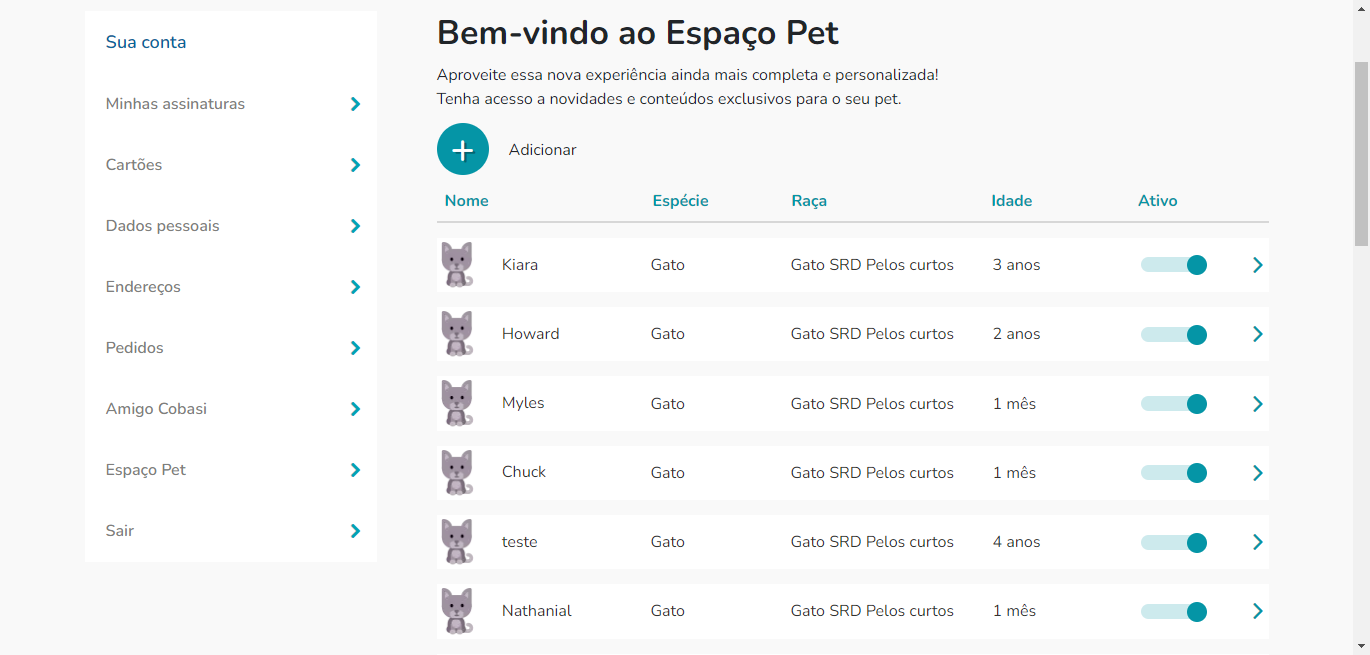 Sua conta
Minhas assinaturas
Cartões
Dados pessoais
Endereços
Pedidos
Amigo Cobasi
Espaço Pet
Sair
Bem-vindo ao Espaço Pet
Aproveite essa nova experiência ainda mais completa e personalizada!
Tenha acesso a novidades e conteúdos exclusivos para o seu pet.
Adicionar
Nome Espécie Raça Idade Ativo
Kiara Gato Gato SRD Pelos curtos 3 anos
Howard Gato Gato SRD Pelos curtos 2 anos
Myles Gato Gato SRD Pelos curtos 1 mês
Chuck Gato Gato SRD Pelos curtos 1 mês
teste Gato Gato SRD Pelos curtos 4 anos
Nathanial Gato Gato SRD Pelos curtos 1 mês